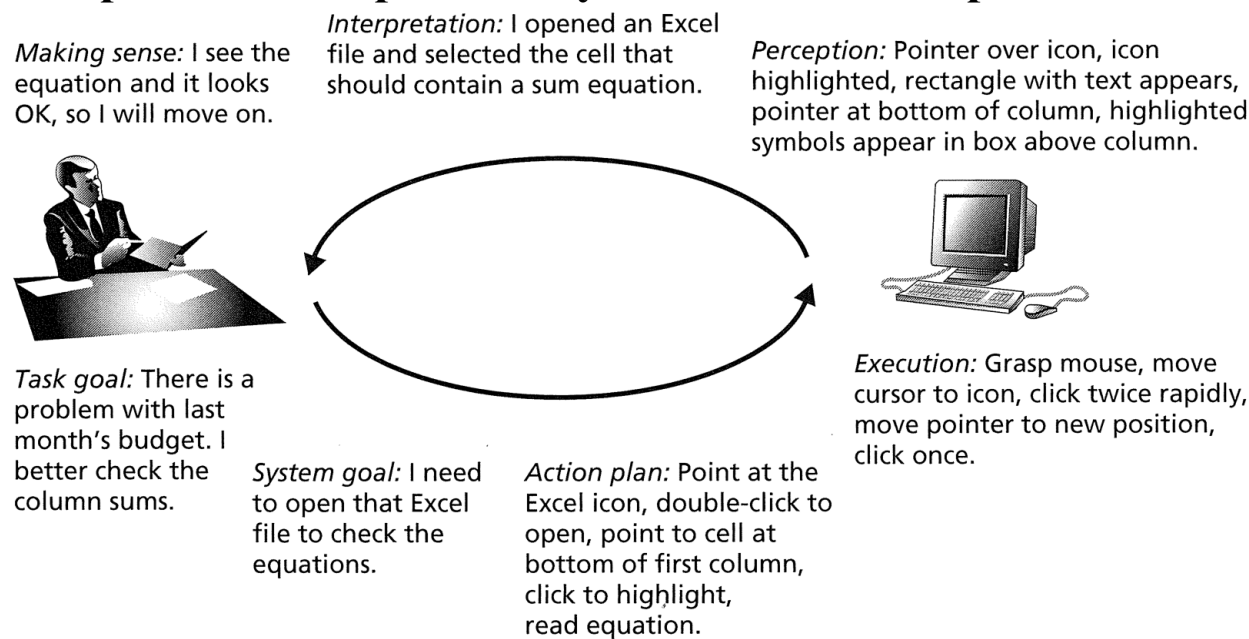 Making sense: I see the
equation and it looks
OK, so I will move on.
Interpretation: I opened an Excel
file and selected the cell that
should contain a sum equation.
Perception: Pointer over icon, icon
highlighted, rectangle with text appears,
pointer at bottom of column, highlighted
symbols appear in box above column.
Task goal: There is a
problem with last
month's budget. I
better check the
column sums.
System goal: I need
to open that Excel
file to check the
equations.
Action plan: Point at the
Excel icon, double-click to
open, point to cell at
bottom of first column,
click to highlight,
read equation.
Execution: Grasp mouse, move
cursor to icon, click twice rapidly,
move pointer to new position,
click once.